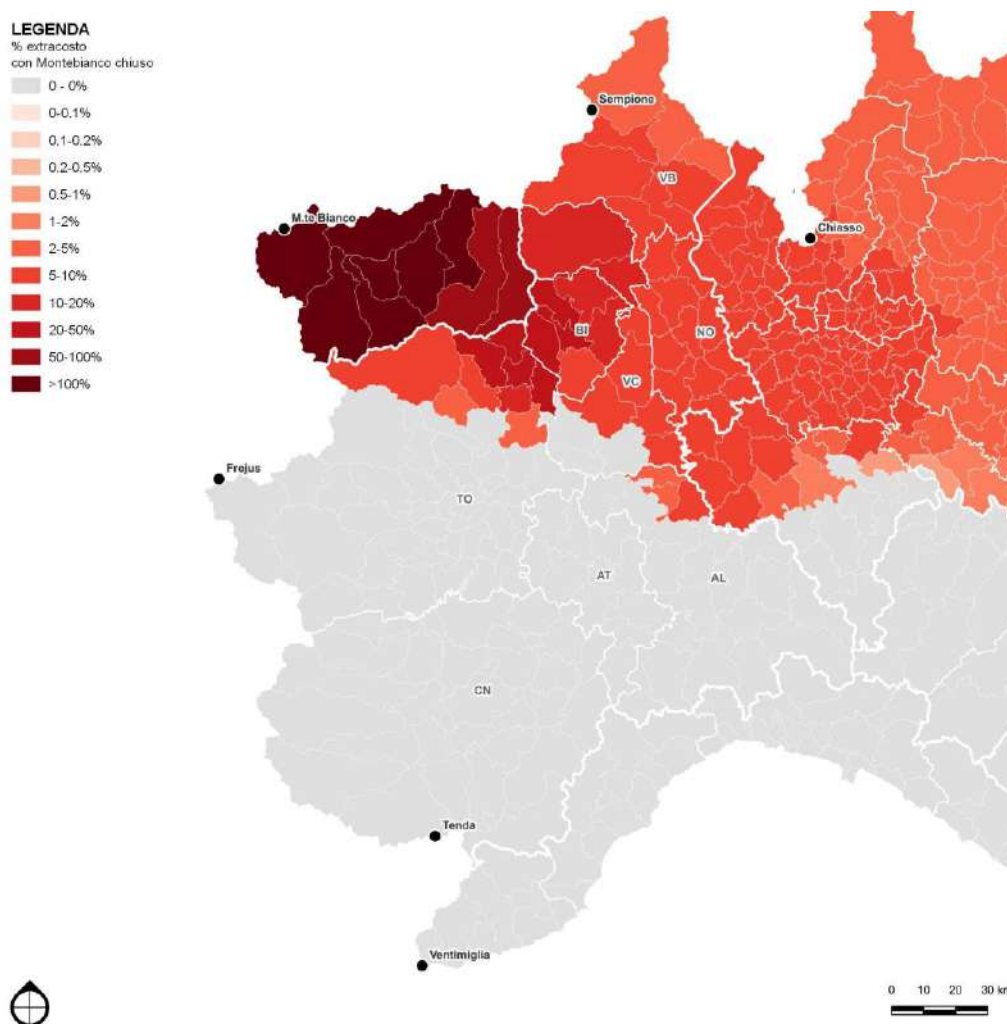 LEGENDA
% extracosto
con Montebianco chiuso
0 - 0%
0-0.1%
0.1-0.2%
0.2-0.5%
0.5-1%
1-2%
2-5%
5-10%
10-20%
20-50%
50-100%
>100%
Sempione
VB
M.te Bianco
Chiasso
BI
NO
VC
Frejus
TO
AT
AL
CN
Tenda
Ventimiglia
0 10 20 30 km